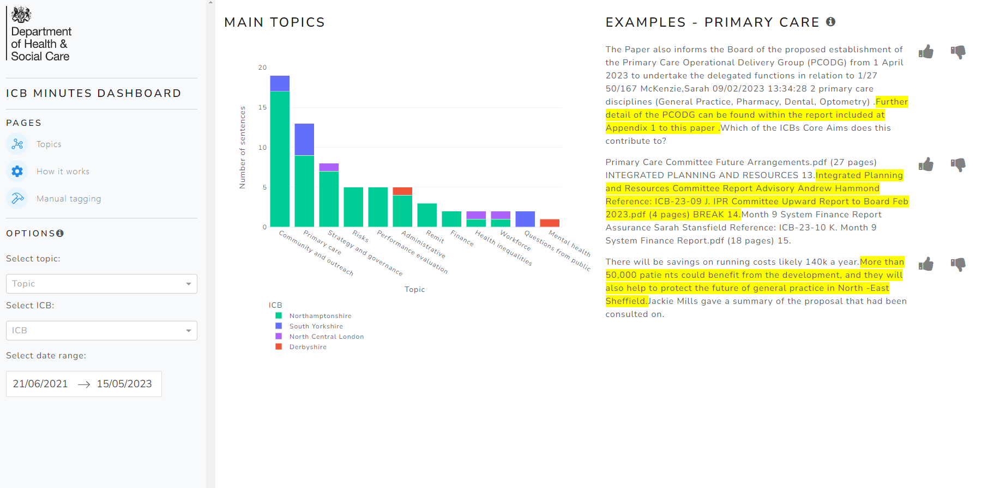 Department
of Health &
Social Care
ICB MINUTES DASHBOARD
PAGES
Topics
How it works
Manual tagging
OPTIONS
Select topic:
Topic
Select ICB:
ICB
Select date range:
21/06/2021 → 15/05/2023
MAIN TOPICS
Number of sentences
20
15
10
5
0
Community and outreach
Primary care
Strategy and governance
Risks
Performance evaluation
Administrative
Remit
Finance
Health inequalities
Workforce
Questions from public
Mental health
Topic
ICB
Northamptonshire
South Yorkshire
North Central London
Derbyshire
EXAMPLES - PRIMARY CARE
The Paper also informs the Board of the proposed establishment of
the Primary Care Operational Delivery Group (PCODG) from 1 April
2023 to undertake the delegated functions in relation to 1/27
50/167 McKenzie,Sarah 09/02/2023 13:34:28 2 primary care
disciplines (General Practice, Pharmacy, Dental, Optometry) .Further
detail of the PCODG can be found within the report included at
Appendix 1 to this paper .Which of the ICBs Core Aims does this
contribute to?
Primary Care Committee Future Arrangements.pdf (27 pages)
INTEGRATED PLANNING AND RESOURCES 13.Integrated Planning
and Resources Committee Report Advisory Andrew Hammond
Reference: ICB-23-09 J. IPR Committee Upward Report to Board Feb
2023.pdf (4 pages) BREAK 14.Month 9 System Finance Report
Assurance Sarah Stansfield Reference: ICB-23-10 K. Month 9
System Finance Report.pdf (18 pages) 15.
There will be savings on running costs likely 140k a year.More than
50,000 patie nts could benefit from the development, and they will
also help to protect the future of general practice in North -East
Sheffield.Jackie Mills gave a summary of the proposal that had been
consulted on.